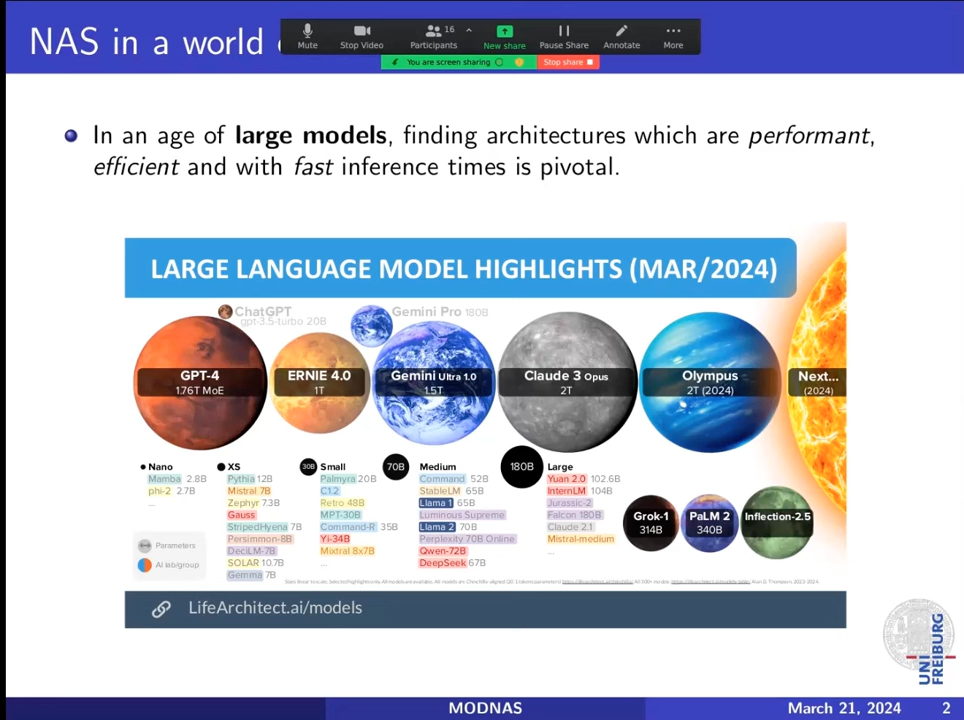 NAS in a world
16
Mute
Stop Video
Participants
New share
Pause Share
Annotate
More
You are screen sharing
Stop share
In an age of large models, finding architectures which are performant,
efficient and with fast inference times is pivotal.
LARGE LANGUAGE MODEL HIGHLIGHTS (MAR/2024)
ChatGPT
gpt-3.5-turbo 20B
Gemini Pro 180B
GPT-4
1.76T MoE
ERNIE 4.0
1T
Gemini Ultra 1.0
1.5T
Claude 3 Opus
2T
Olympus
2T (2024)
Next...
(2024)
Nano
Mamba 2.8B
phi-2 2.7B
...
XS
Pythia 12B
Mistral 7B
Zephyr 7.3B
Gauss
StripedHyena 7B
Persimmon-8B
DeciLM-7B
SOLAR 10.7B
Gemma 7B
30B
Small
Palmyra 20B
C1.2
Retro 48B
MPT-30B
Command-R 35B
Yi-34B
Mixtral 8x7B
...
70B
Medium
Command 52B
StableLM 65B
Llama 1 65B
Luminous Supreme
Llama 2 70B
Perplexity 70B Online
Qwen-72B
DeepSeek 67B
180B
Large
Yuan 2.0 102.6B
InternLM 104B
Jurassic-2
Falcon 180B
Claude 2.1
Mistral-medium
...
Grok-1
314B
PaLM 2
340B
Inflection-2.5
Parameters
AI lab/group
LifeArchitect.ai/models
UNI
FREIBURG
MODNAS
March 21, 2024
2